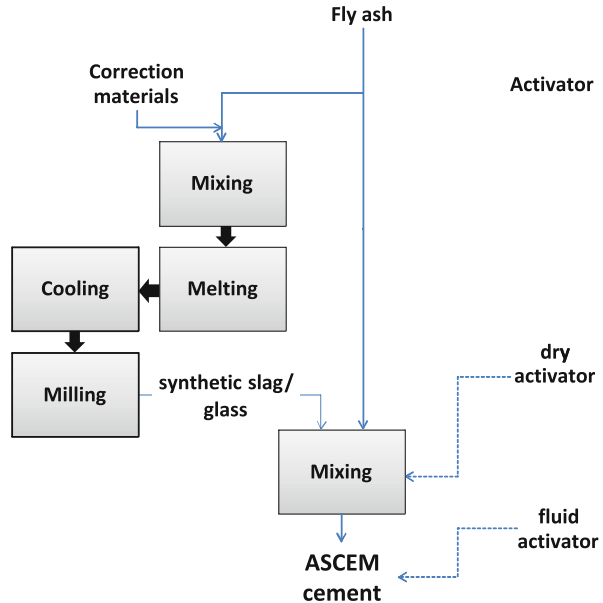 Fly ash
Correction
materials
Activator
Mixing
Cooling
Melting
dry
activator
Milling
synthetic slag/
glass
Mixing
fluid
activator
ASCEM
cement